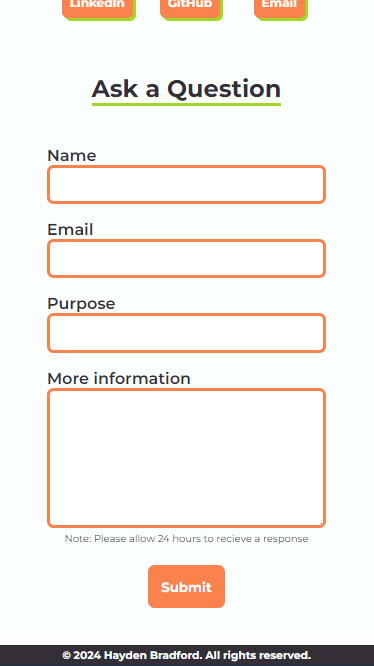 LinkedIn GitHub Email
Ask a Question
Name
Email
Purpose
More information
Note: Please allow 24 hours to recieve a response
Submit
© 2024 Hayden Bradford. All rights reserved.